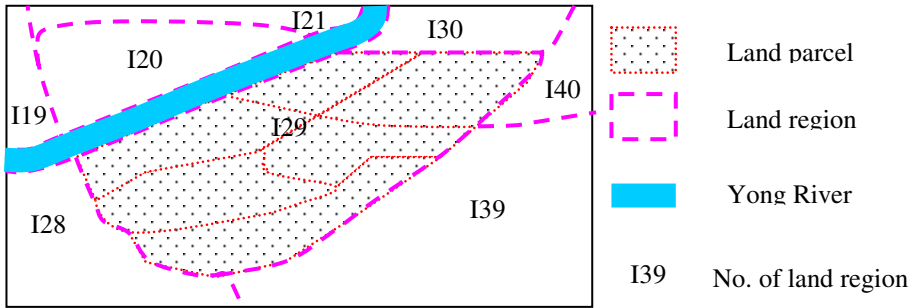 I21
I30
I20
I40
I19
I29
I28
I39
Land parcel
Land region
Yong River
I39
No. of land region